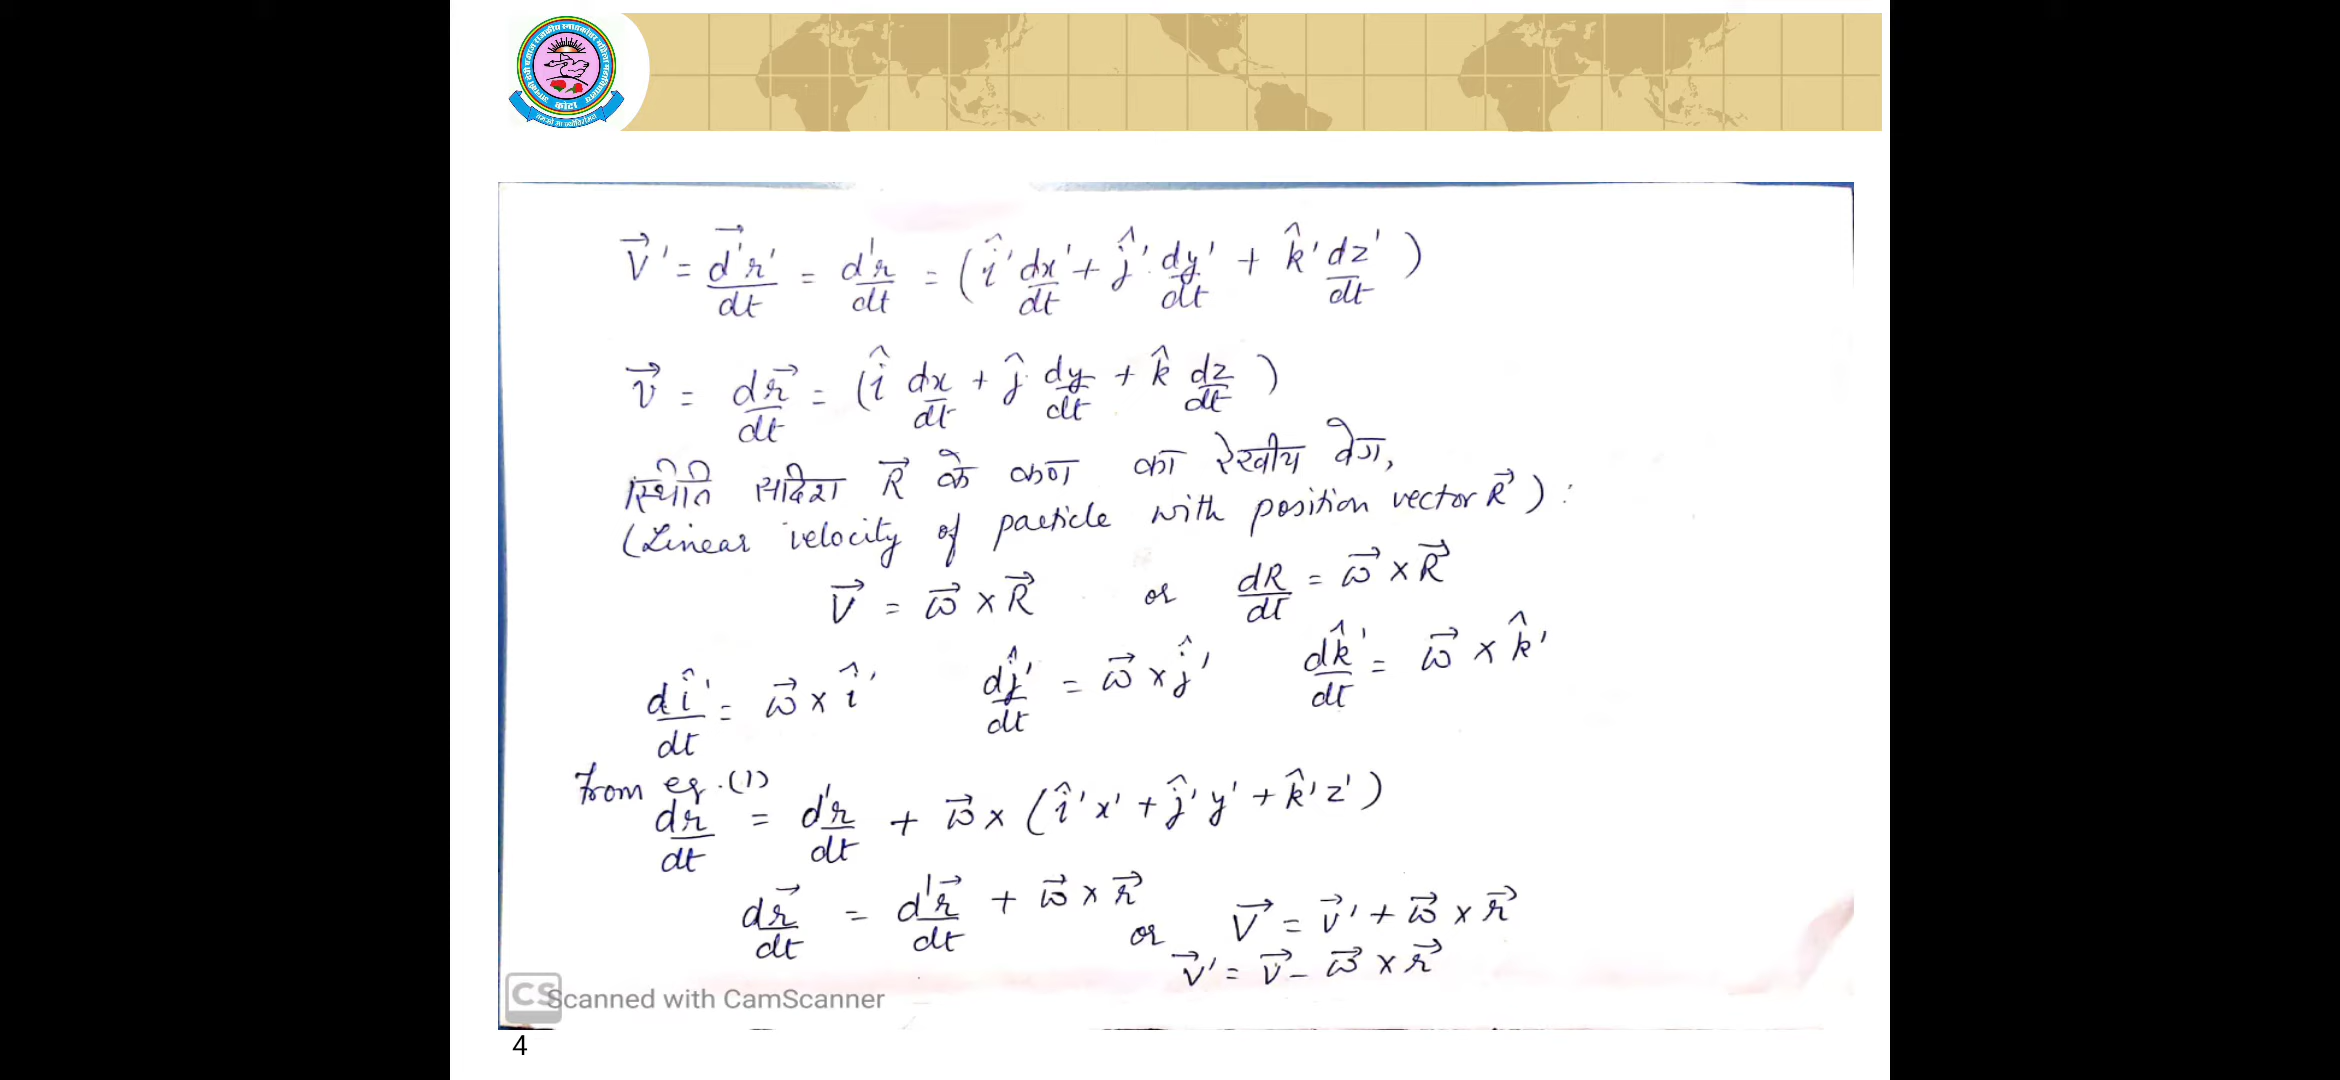 कोटा
V⃗' = d'r⃗'/dt = d'r/dt = (î' dx'/dt + ĵ' dy'/dt + k̂' dz'/dt)
v⃗ = dr⃗/dt = (î dx/dt + ĵ dy/dt + k̂ dz/dt)
स्थिति सदिश R⃗ के कण का रेखीय वेग,
(Linear velocity of particle with position vector R⃗) :
V⃗ = ω⃗ × R⃗ or dR/dt = ω⃗ × R⃗
dî'/dt = ω⃗ × î' dĵ'/dt = ω⃗ × ĵ' dk̂'/dt = ω⃗ × k̂'
From eq.(1)
dr/dt = d'r/dt + ω⃗ × (î'x' + ĵ'y' + k̂'z')
dr⃗/dt = d'r⃗/dt + ω⃗ × r⃗ or V⃗ = v⃗' + ω⃗ × r⃗
v⃗' = v⃗ - ω⃗ × r⃗
CS Scanned with CamScanner
4